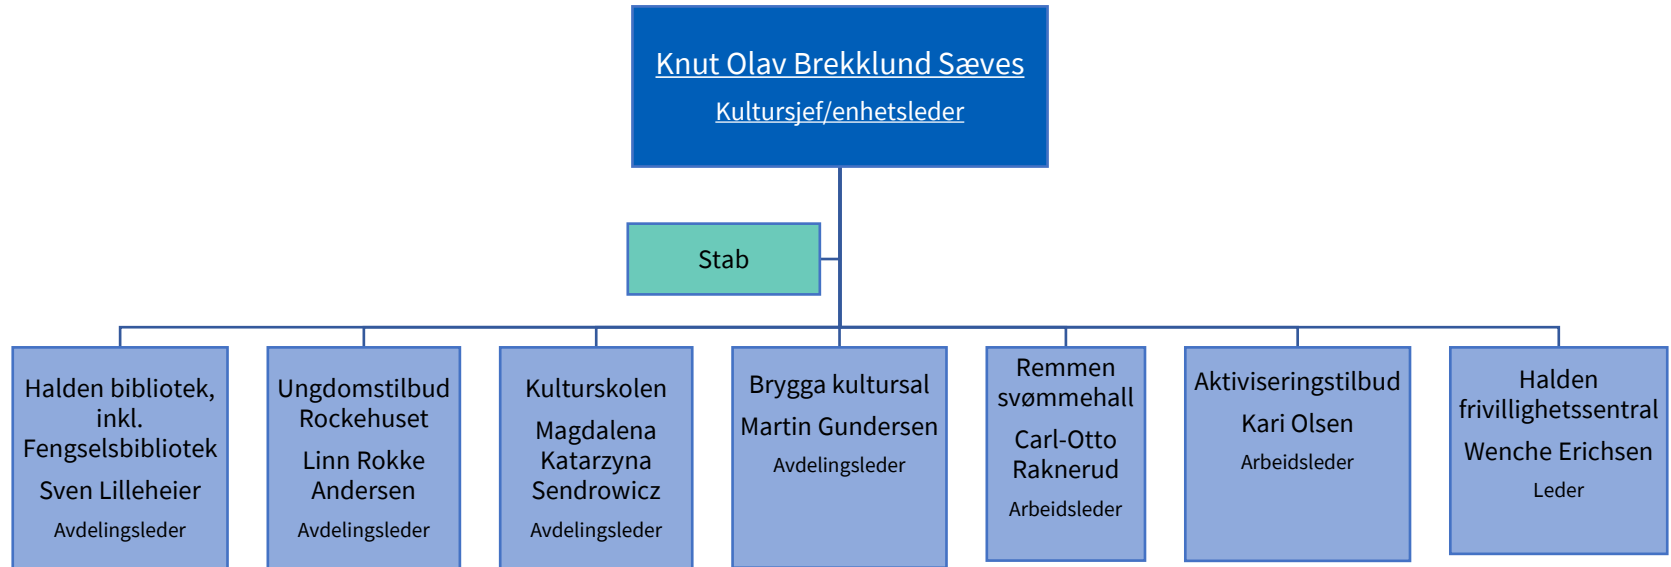 Knut Olav Brekklund Sæves
Kultursjef/enhetsleder
Stab
Halden bibliotek,
inkl.
Fengselsbibliotek
Sven Lilleheier
Avdelingsleder
Ungdomstilbud
Rockehuset
Linn Rokke
Andersen
Avdelingsleder
Kulturskolen
Magdalena
Katarzyna
Sendrowicz
Avdelingsleder
Brygga kultursal
Martin Gundersen
Avdelingsleder
Remmen
svømmehall
Carl-Otto
Raknerud
Arbeidsleder
Aktiviseringstilbud
Kari Olsen
Arbeidsleder
Halden
frivillighetssentral
Wenche Erichsen
Leder